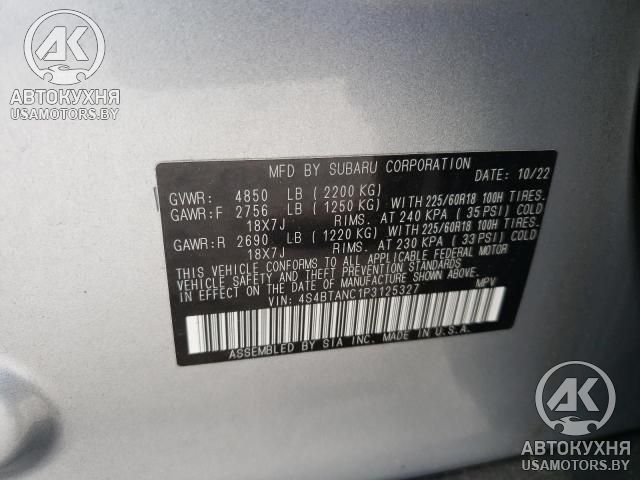 АК
АВТОКУХНЯ
USAMOTORS.BY
MFD BY SUBARU CORPORATION DATE: 10/22
GVWR: 4850 LB (2200 KG)
GAWR:F 2756 LB (1250 KG) WITH 225/60R18 100H TIRES.
18X7J RIMS. AT 240 KPA (35 PSI) COLD
GAWR:R 2690 LB (1220 KG) WITH 225/60R18 100H TIRES.
18X7J RIMS. AT 230 KPA (33 PSI) COLD
THIS VEHICLE CONFORMS TO ALL APPLICABLE FEDERAL MOTOR
VEHICLE SAFETY AND THEFT PREVENTION STANDARDS
IN EFFECT ON THE DATE OF MANUFACTURE SHOWN ABOVE.
VIN: 4S4BTANC1P3125327 MPV
ASSEMBLED BY SIA INC. MADE IN U.S.A.
АК
АВТОКУХНЯ
USAMOTORS.BY